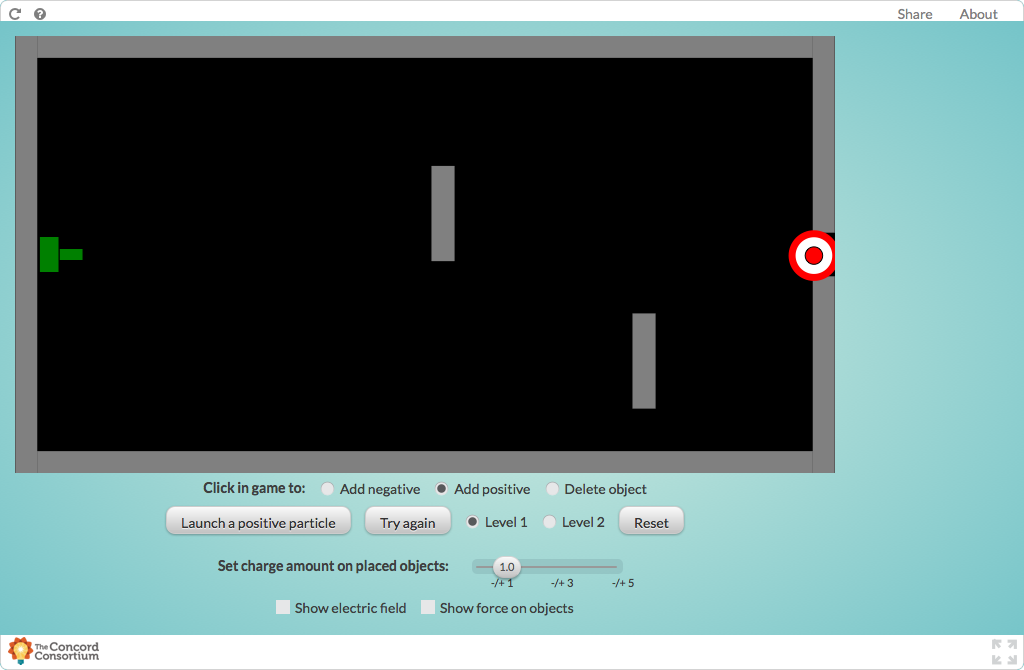 Share About
Click in game to: Add negative Add positive Delete object
Launch a positive particle Try again Level 1 Level 2 Reset
Set charge amount on placed objects: 1.0
-/+ 1 -/+ 3 -/+ 5
Show electric field Show force on objects
The Concord
Consortium